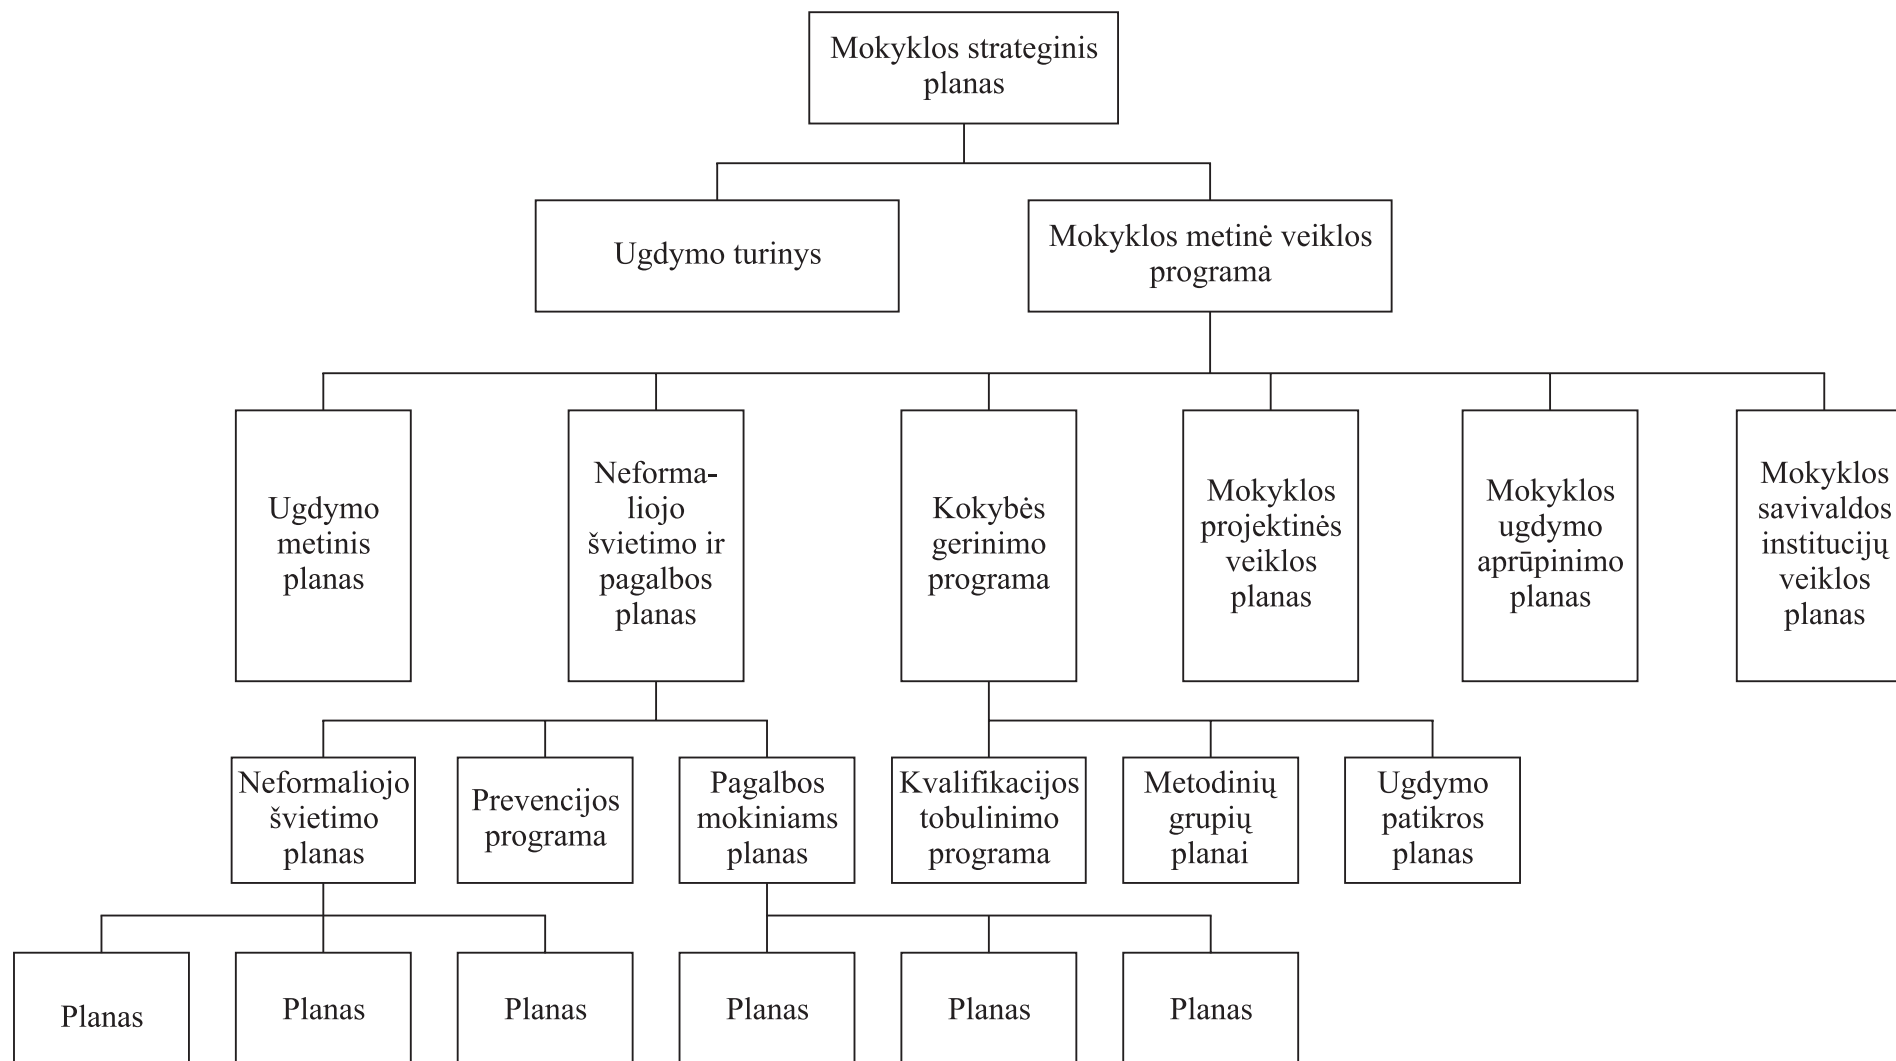 Mokyklos strateginis
planas
Ugdymo turinys
Mokyklos metinė veiklos
programa
Ugdymo
metinis
planas
Neforma-
liojo
švietimo ir
pagalbos
planas
Kokybės
gerinimo
programa
Mokyklos
projektinės
veiklos
planas
Mokyklos
ugdymo
aprūpinimo
planas
Mokyklos
savivaldos
institucijų
veiklos
planas
Neformaliojo
švietimo
planas
Prevencijos
programa
Pagalbos
mokiniams
planas
Kvalifikacijos
tobulinimo
programa
Metodinių
grupių
planai
Ugdymo
patikros
planas
Planas
Planas
Planas
Planas
Planas
Planas